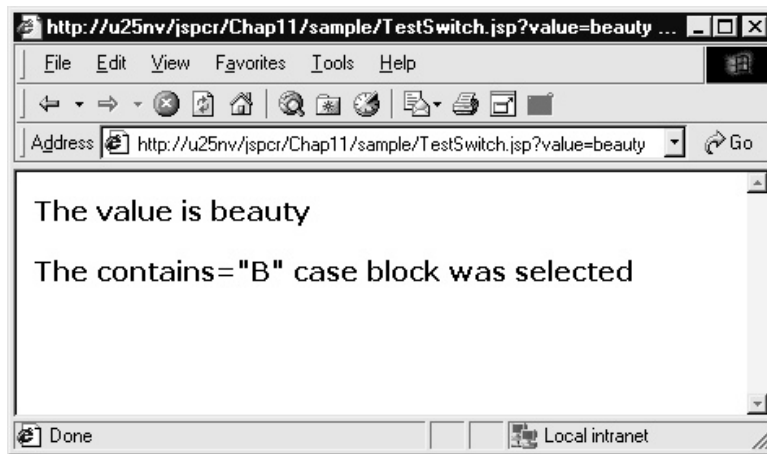 http://u25nv/jspcr/Chap11/sample/TestSwitch.jsp?value=beauty ...
File Edit View Favorites Tools Help
Address http://u25nv/jspcr/Chap11/sample/TestSwitch.jsp?value=beauty Go
The value is beauty
The contains="B" case block was selected
Done Local intranet